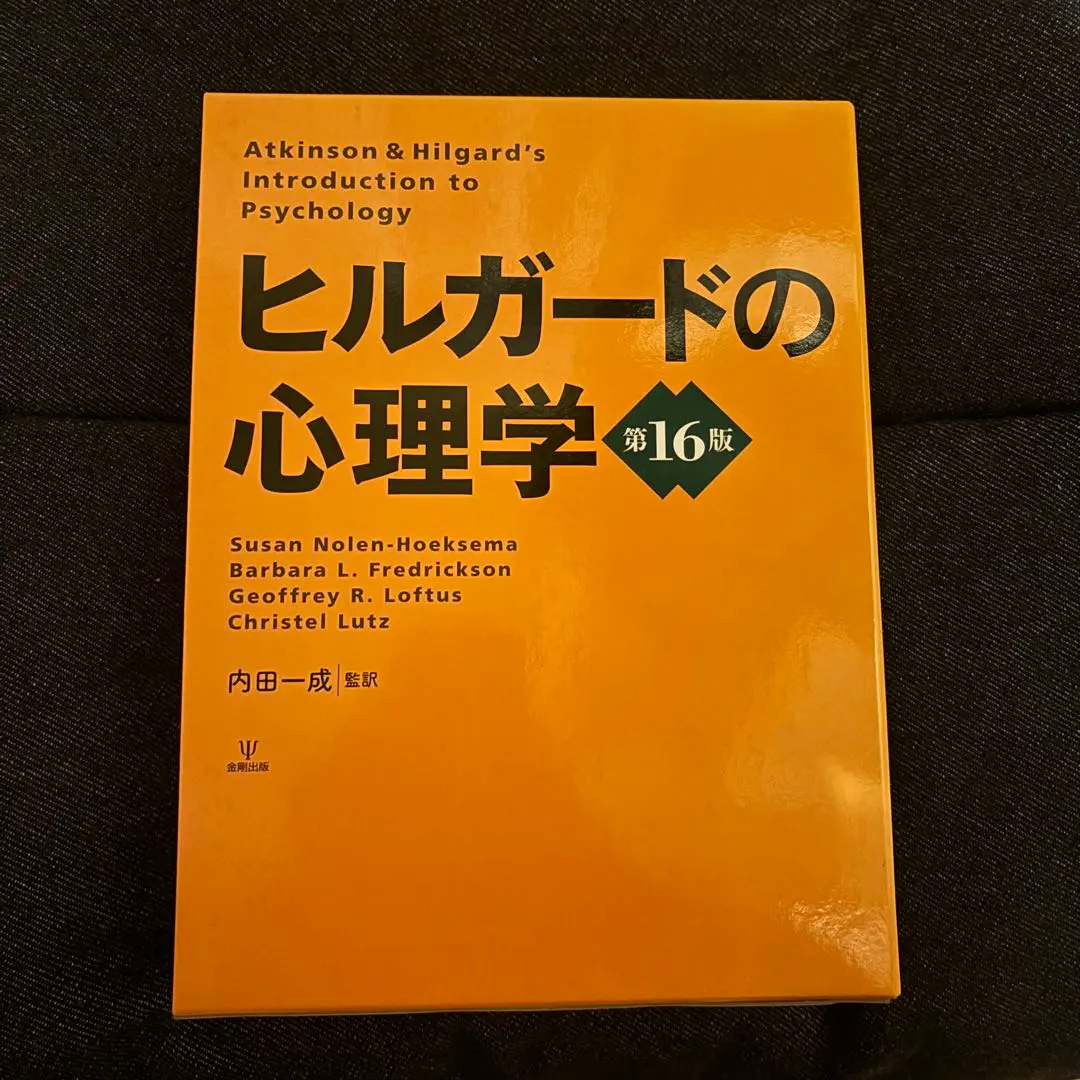 Atkinson & Hilgard's
Introduction to
Psychology
ヒルガードの
心理学 第16版
Susan Nolen-Hoeksema
Barbara L. Fredrickson
Geoffrey R. Loftus
Christel Lutz
内田一成 監訳
Ψ
金剛出版